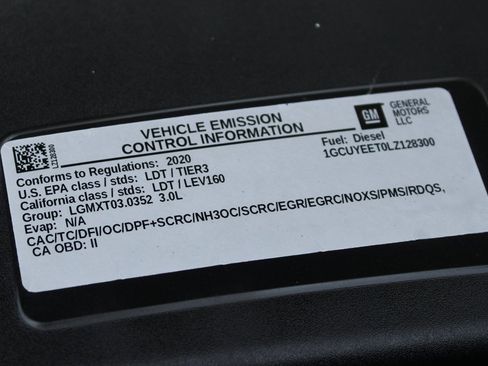 VEHICLE EMISSION
CONTROL INFORMATION
GM
GENERAL
MOTORS
LLC
LZ128300
Conforms to Regulations: 2020
Fuel: Diesel
U.S. EPA class / stds: LDT / TIER3
1GCUYEET0LZ128300
California class / stds: LDT / LEV160
Group: LGMXT03.0352 3.0L
Evap: N/A
CAC/TC/DFI/OC/DPF+SCRC/NH3OC/SCRC/EGR/EGRC/NOXS/PMS/RDQS,
CA OBD: II